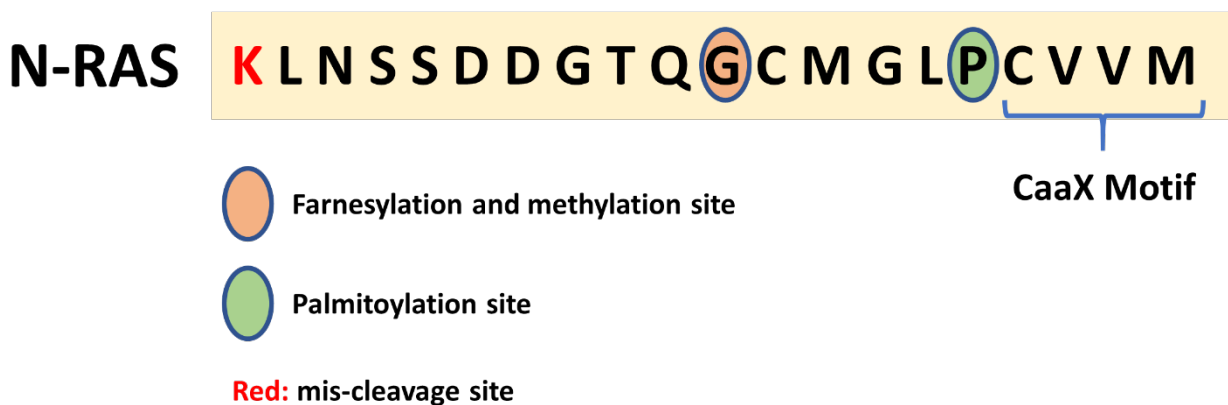 N-RAS K L N S S D D G T Q G C M G L P C V V M
CaaX Motif
Farnesylation and methylation site
Palmitoylation site
Red: mis-cleavage site